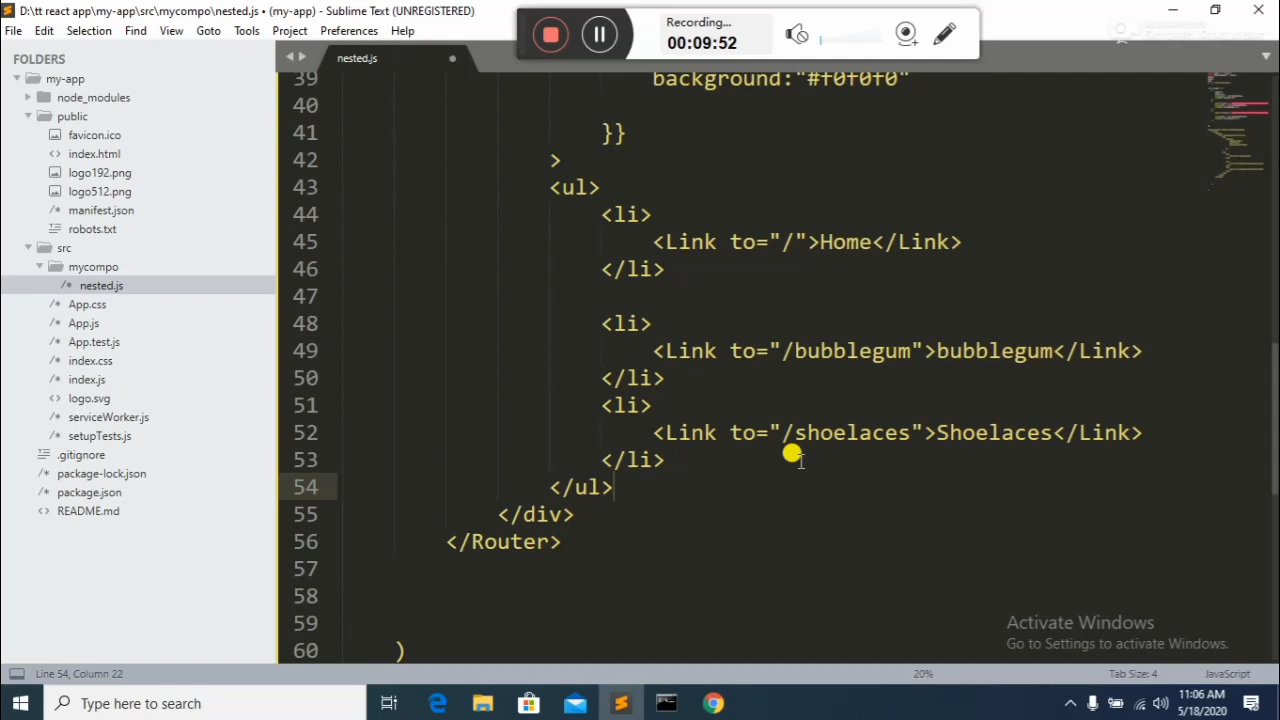 D:\tt react app\my-app\src\mycompo\nested.js • (my-app) - Sublime Text (UNREGISTERED)
Recording...
00:09:52
File Edit Selection Find View Goto Tools Project Preferences Help
FOLDERS
my-app
node_modules
public
favicon.ico
index.html
logo192.png
logo512.png
manifest.json
robots.txt
src
mycompo
nested.js
App.css
App.js
App.test.js
index.css
index.js
logo.svg
serviceWorker.js
setupTests.js
.gitignore
package-lock.json
package.json
README.md
nested.js
39 background:"#f0f0f0"
40
41 }}
42 >
43 <ul>
44 <li>
45 <Link to="/">Home</Link>
46 </li>
47
48 <li>
49 <Link to="/bubblegum">bubblegum</Link>
50 </li>
51 <li>
52 <Link to="/shoelaces">Shoelaces</Link>
53 </li>
54 </ul>
55 </div>
56 </Router>
57
58
59
60 )
Activate Windows
Go to Settings to activate Windows.
Line 54, Column 22
20%
Tab Size: 4
JavaScript
Type here to search
11:06 AM
5/18/2020